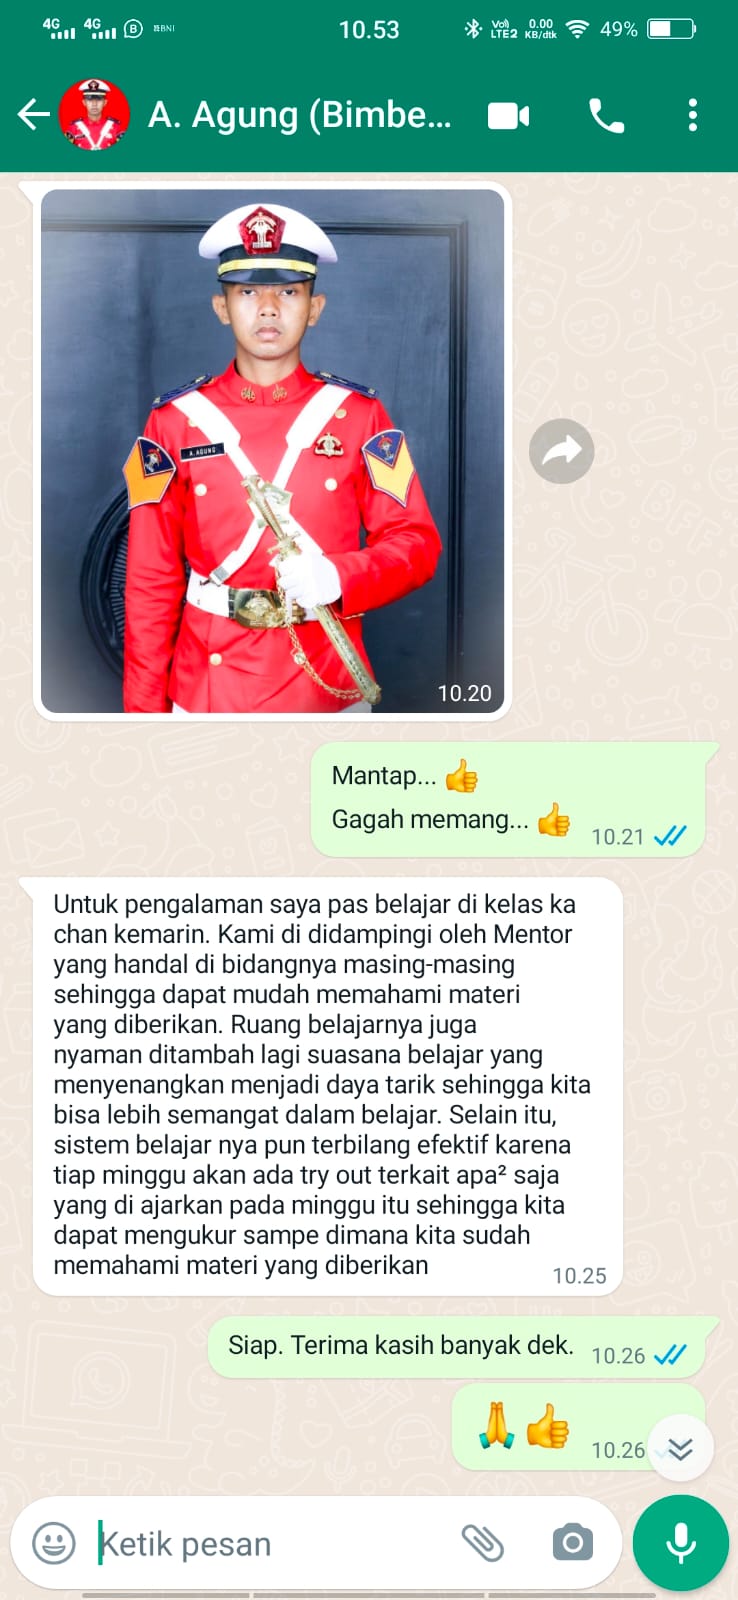 4G 4G B BNI 10.53 Vo) LTE2 0.00 KB/dtk 49%
A. Agung (Bimbe...
A. AGUNG
10.20
Mantap... 👍
Gagah memang... 👍 10.21
Untuk pengalaman saya pas belajar di kelas ka
chan kemarin. Kami di didampingi oleh Mentor
yang handal di bidangnya masing-masing
sehingga dapat mudah memahami materi
yang diberikan. Ruang belajarnya juga
nyaman ditambah lagi suasana belajar yang
menyenangkan menjadi daya tarik sehingga kita
bisa lebih semangat dalam belajar. Selain itu,
sistem belajar nya pun terbilang efektif karena
tiap minggu akan ada try out terkait apa² saja
yang di ajarkan pada minggu itu sehingga kita
dapat mengukur sampe dimana kita sudah
memahami materi yang diberikan 10.25
Siap. Terima kasih banyak dek. 10.26
🙏👍 10.26
Ketik pesan